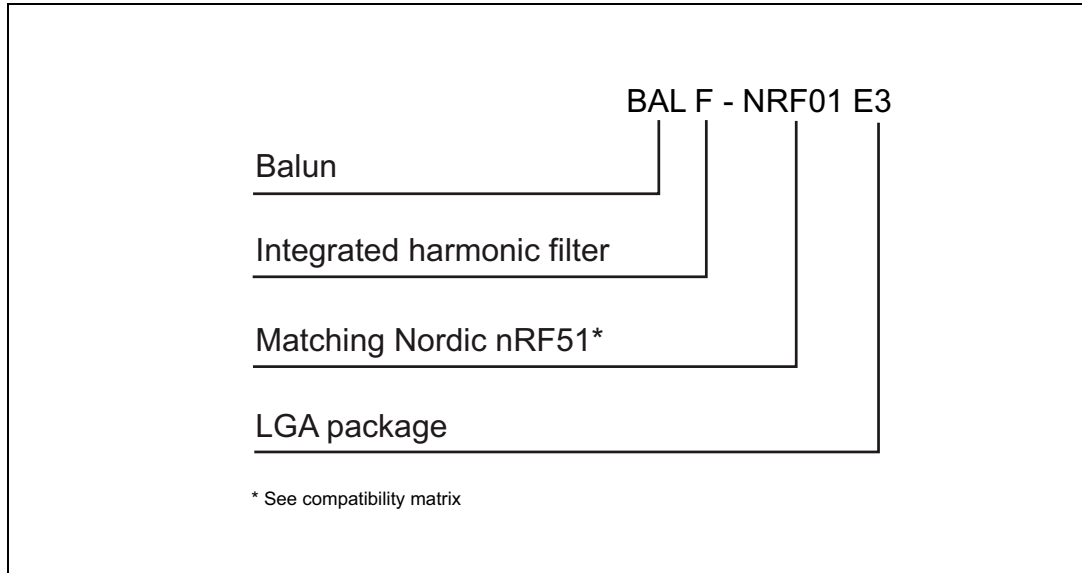 BAL F - NRF01 E3
Balun
Integrated harmonic filter
Matching Nordic nRF51*
LGA package
* See compatibility matrix